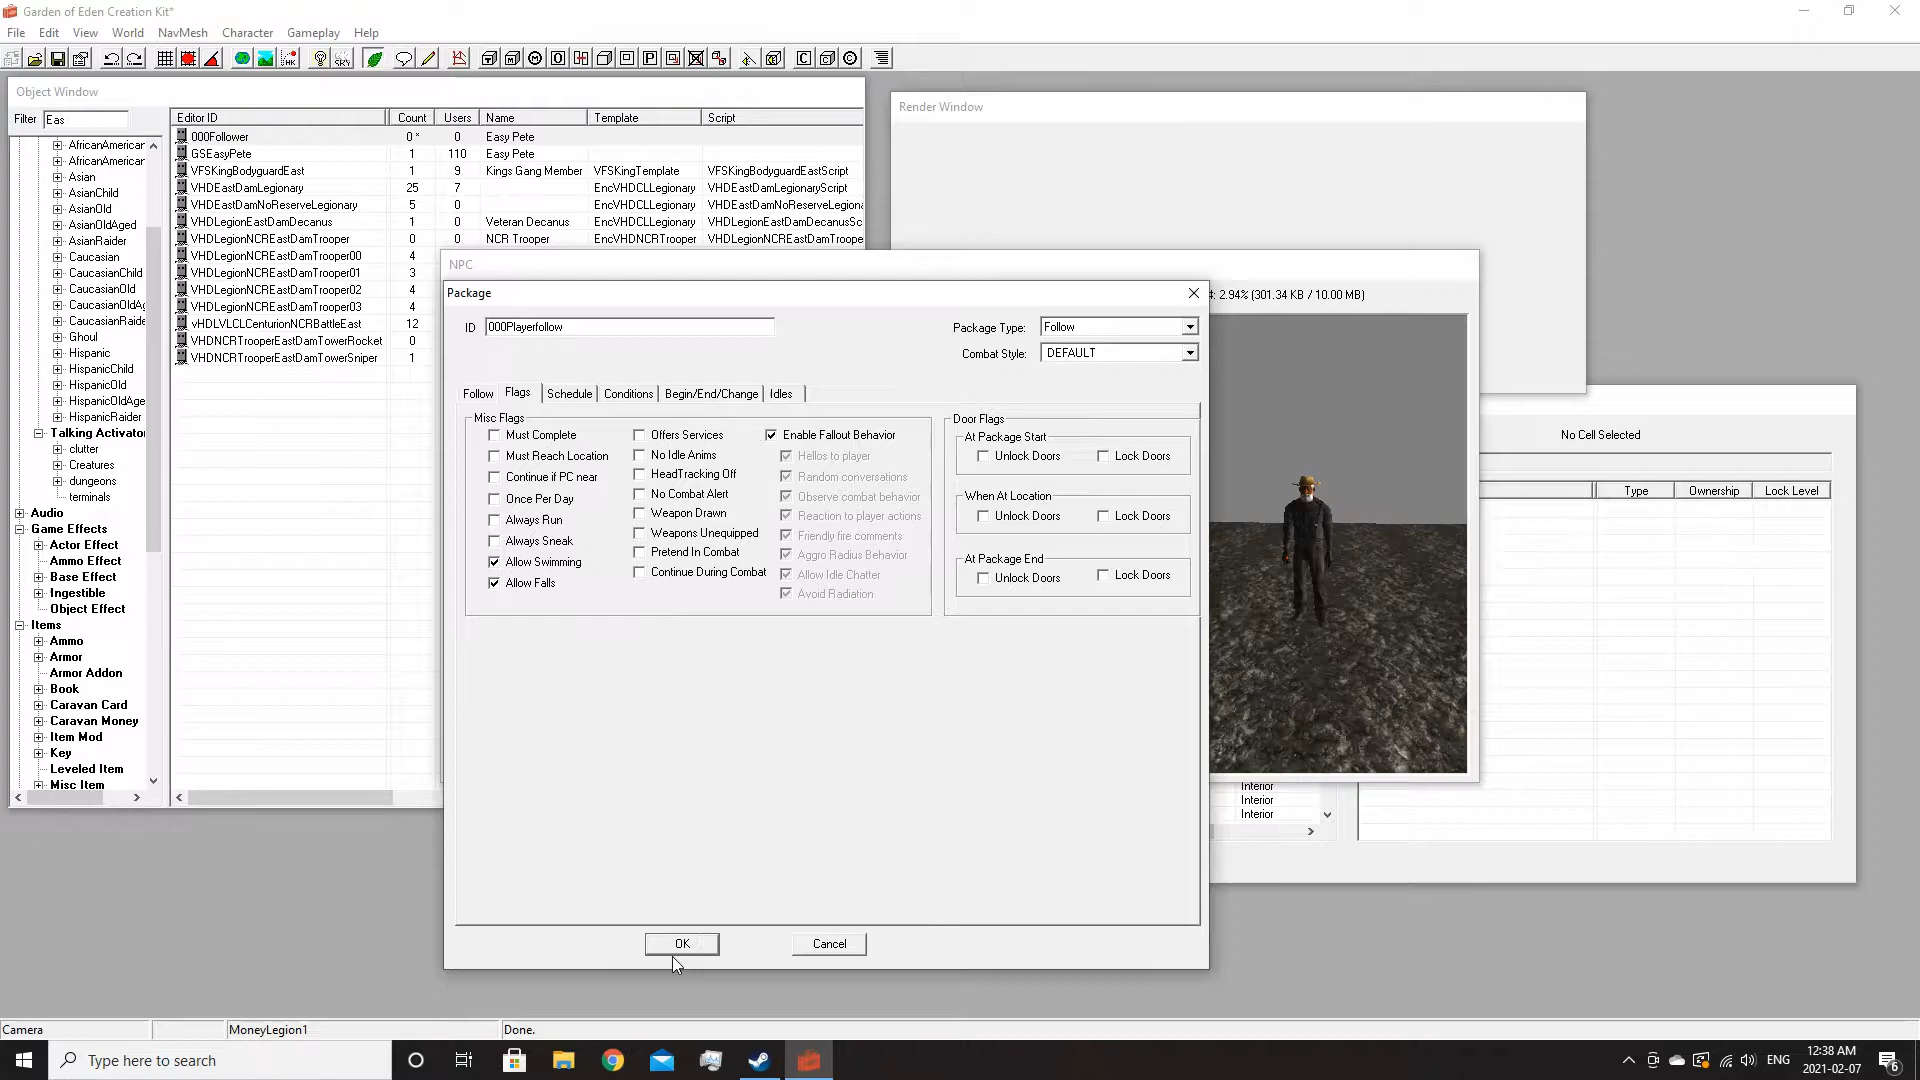 Garden of Eden Creation Kit*
File Edit View World NavMesh Character Gameplay Help
Object Window
Filter Eas
AfricanAmerican
AfricanAmerican
Asian
AsianChild
AsianOld
AsianOldAged
AsianRaider
Caucasian
CaucasianChild
CaucasianOld
CaucasianOldAg
CaucasianRaide
Ghoul
Hispanic
HispanicChild
HispanicOld
HispanicOldAge
HispanicRaider
Talking Activator
clutter
Creatures
dungeons
terminals
Audio
Game Effects
Actor Effect
Ammo Effect
Base Effect
Ingestible
Object Effect
Items
Ammo
Armor
Armor Addon
Book
Caravan Card
Caravan Money
Item Mod
Key
Leveled Item
Misc Item
Editor ID Count Users Name Template Script
000Follower 0 * 0 Easy Pete
GSEasyPete 1 110 Easy Pete
VFSKingBodyguardEast 1 9 Kings Gang Member VFSKingTemplate VFSKingBodyguardEastScript
VHDEastDamLegionary 25 7 EncVHDCLLegionary VHDEastDamLegionaryScript
VHDEastDamNoReserveLegionary 5 0 EncVHDCLLegionary VHDEastDamNoReserveLegiona
VHDLegionEastDamDecanus 1 0 Veteran Decanus EncVHDCLLegionary VHDLegionEastDamDecanusSc
VHDLegionNCREastDamTrooper 0 0 NCR Trooper EncVHDNCRTrooper VHDLegionNCREastDamTroope
VHDLegionNCREastDamTrooper00 4
VHDLegionNCREastDamTrooper01 3
VHDLegionNCREastDamTrooper02 4
VHDLegionNCREastDamTrooper03 4
vHDLVLCLCenturionNCRBattleEast 12
VHDNCRTrooperEastDamTowerRocket 0
VHDNCRTrooperEastDamTowerSniper 1
Render Window
NPC
2.94% (301.34 KB / 10.00 MB)
Package
ID 000Playerfollow
Package Type: Follow
Combat Style: DEFAULT
Follow Flags Schedule Conditions Begin/End/Change Idles
Misc Flags
Must Complete
Must Reach Location
Continue if PC near
Once Per Day
Always Run
Always Sneak
Allow Swimming
Allow Falls
Offers Services
No Idle Anims
HeadTracking Off
No Combat Alert
Weapon Drawn
Weapons Unequipped
Pretend In Combat
Continue During Combat
Enable Fallout Behavior
Hellos to player
Random conversations
Observe combat behavior
Reaction to player actions
Friendly fire comments
Aggro Radius Behavior
Allow Idle Chatter
Avoid Radiation
Door Flags
At Package Start
Unlock Doors Lock Doors
When At Location
Unlock Doors Lock Doors
At Package End
Unlock Doors Lock Doors
OK Cancel
No Cell Selected
Type Ownership Lock Level
Interior
Interior
Interior
Camera MoneyLegion1 Done.
Type here to search
ENG
12:38 AM
2021-02-07
6